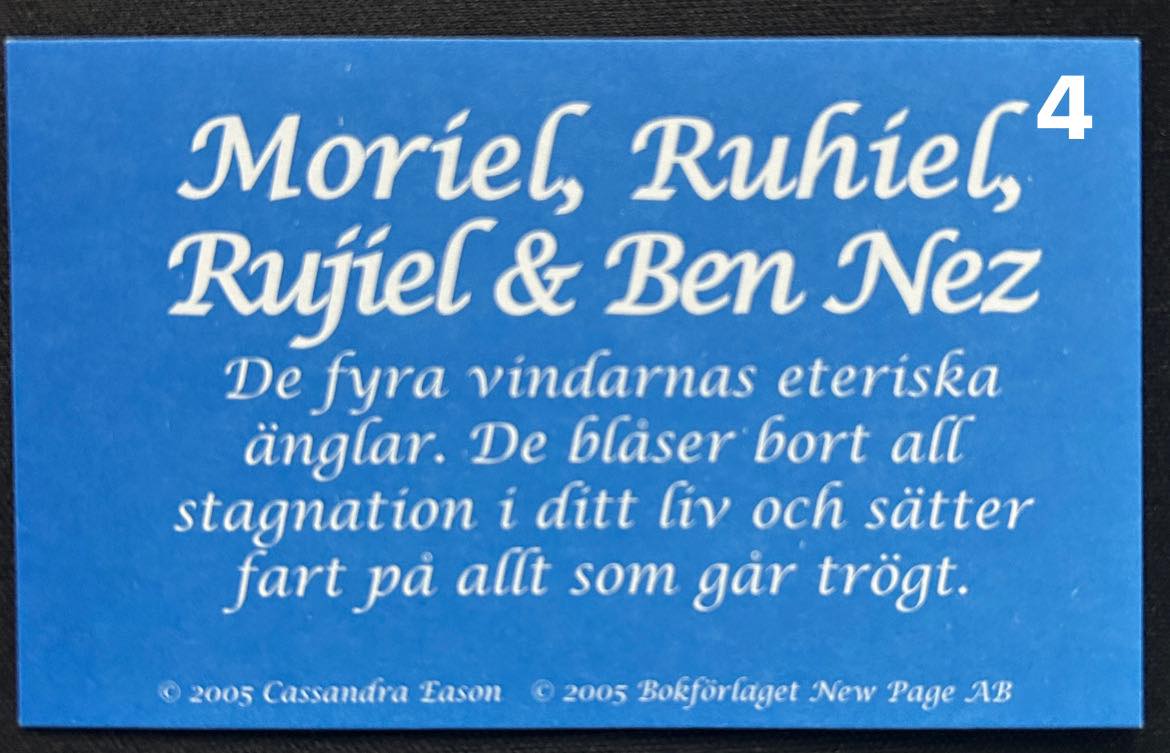 4
Moriel, Ruhiel,
Rujiel & Ben Nez
De fyra vindarnas eteriska
änglar. De blåser bort all
stagnation i ditt liv och sätter
fart på allt som går trögt.
© 2005 Cassandra Eason © 2005 Bokförlaget New Page AB